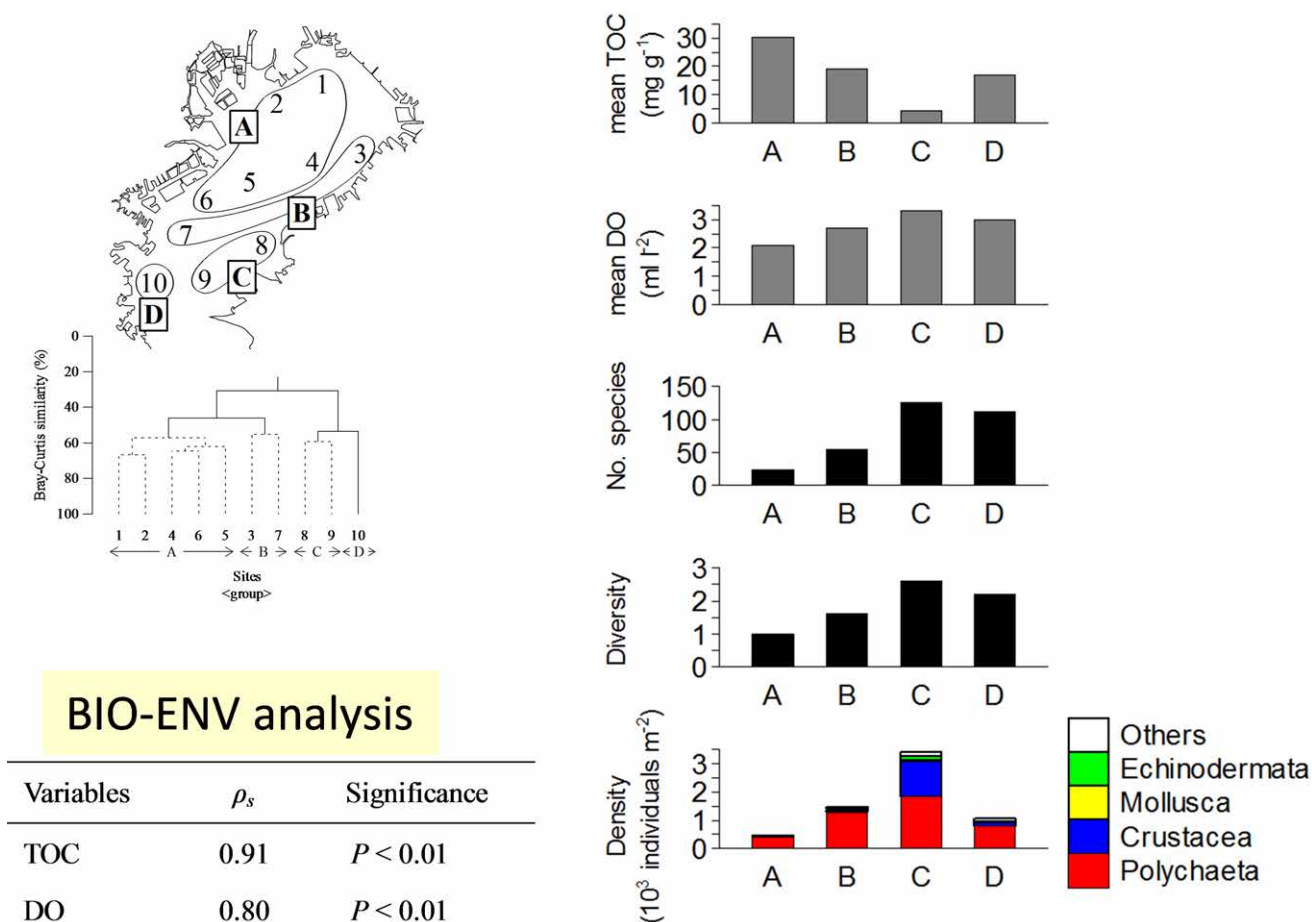 1
2
A
3
4
5
6
B
7
8
9
C
10
D
Bray-Curtis similarity (%)
0
20
40
60
80
100
1 2 4 6 5 3 7 8 9 10
A B C D
Sites
<group>
BIO-ENV analysis
Variables ρs Significance
TOC 0.91 P < 0.01
DO 0.80 P < 0.01
mean TOC
(mg g-1)
30
20
10
0
A B C D
mean DO
(ml l-2)
3
2
1
0
A B C D
No. species
150
100
50
0
A B C D
Diversity
3
2
1
0
A B C D
Density
(10³ individuals m-2)
3
2
1
0
A B C D
Others
Echinodermata
Mollusca
Crustacea
Polychaeta